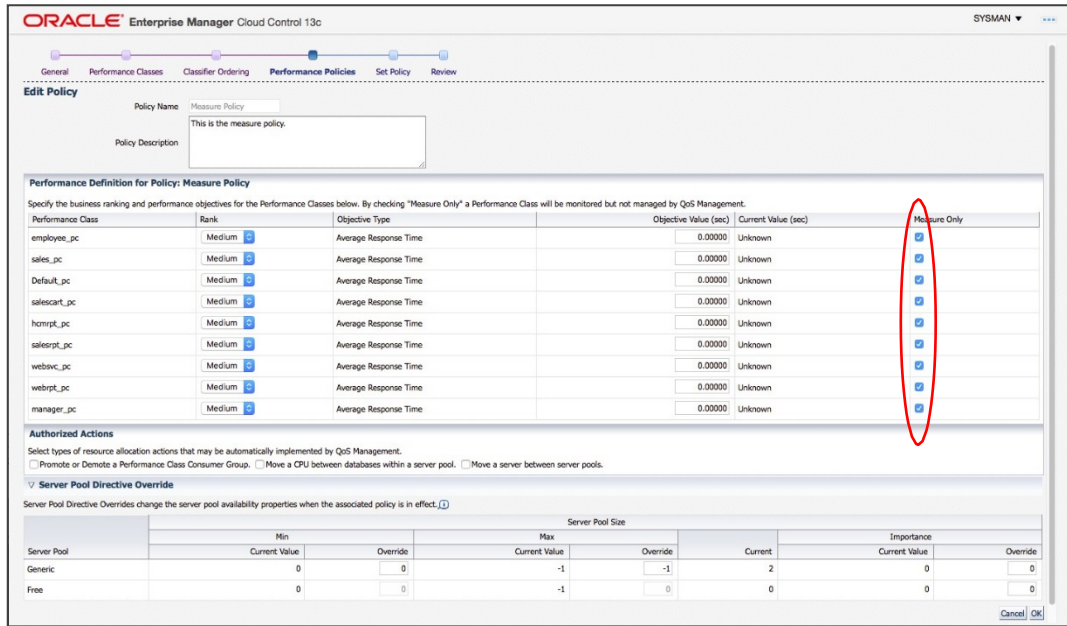 ORACLE Enterprise Manager Cloud Control 13c
SYSMAN
General Performance Classes Classifier Ordering Performance Policies Set Policy Review
Edit Policy
Policy Name Measure Policy
Policy Description This is the measure policy.
Performance Definition for Policy: Measure Policy
Specify the business ranking and performance objectives for the Performance Classes below. By checking "Measure Only" a Performance Class will be monitored but not managed by QoS Management.
Performance Class Rank Objective Type Objective Value (sec) Current Value (sec) Measure Only
employee_pc Medium Average Response Time 0.00000 Unknown
sales_pc Medium Average Response Time 0.00000 Unknown
Default_pc Medium Average Response Time 0.00000 Unknown
salescart_pc Medium Average Response Time 0.00000 Unknown
hcmrpt_pc Medium Average Response Time 0.00000 Unknown
salesrpt_pc Medium Average Response Time 0.00000 Unknown
websvc_pc Medium Average Response Time 0.00000 Unknown
webrpt_pc Medium Average Response Time 0.00000 Unknown
manager_pc Medium Average Response Time 0.00000 Unknown
Authorized Actions
Select types of resource allocation actions that may be automatically implemented by QoS Management.
Promote or Demote a Performance Class Consumer Group. Move a CPU between databases within a server pool. Move a server between server pools.
Server Pool Directive Override
Server Pool Directive Overrides change the server pool availability properties when the associated policy is in effect.
Server Pool Size
Min Max Importance
Server Pool Current Value Override Current Value Override Current Current Value Override
Generic 0 0 -1 -1 2 0 0
Free 0 0 -1 0 0 0 0
Cancel OK